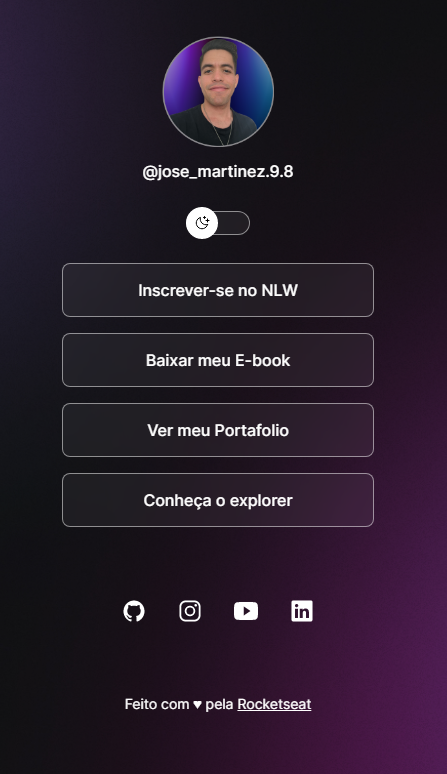 @jose_martinez.9.8
Inscrever-se no NLW
Baixar meu E-book
Ver meu Portafolio
Conheça o explorer
Feito com ♥ pela Rocketseat